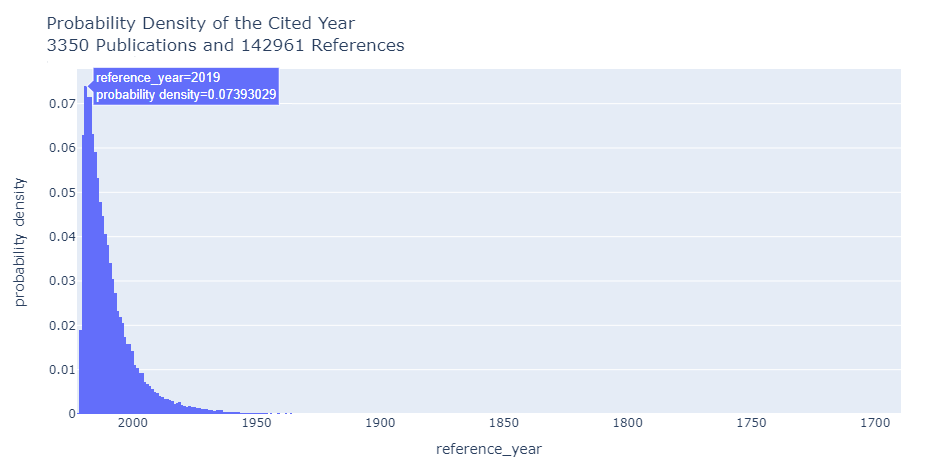 Probability Density of the Cited Year
3350 Publications and 142961 References
reference_year=2019
probability density=0.07393029
probability density
0.07
0.06
0.05
0.04
0.03
0.02
0.01
0
2000
1950
1900
1850
1800
1750
1700
reference_year